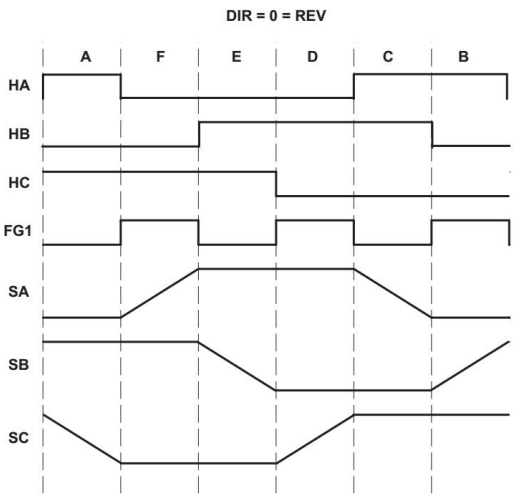 DIR = 0 = REV
A F E D C B
HA
HB
HC
FG1
SA
SB
SC